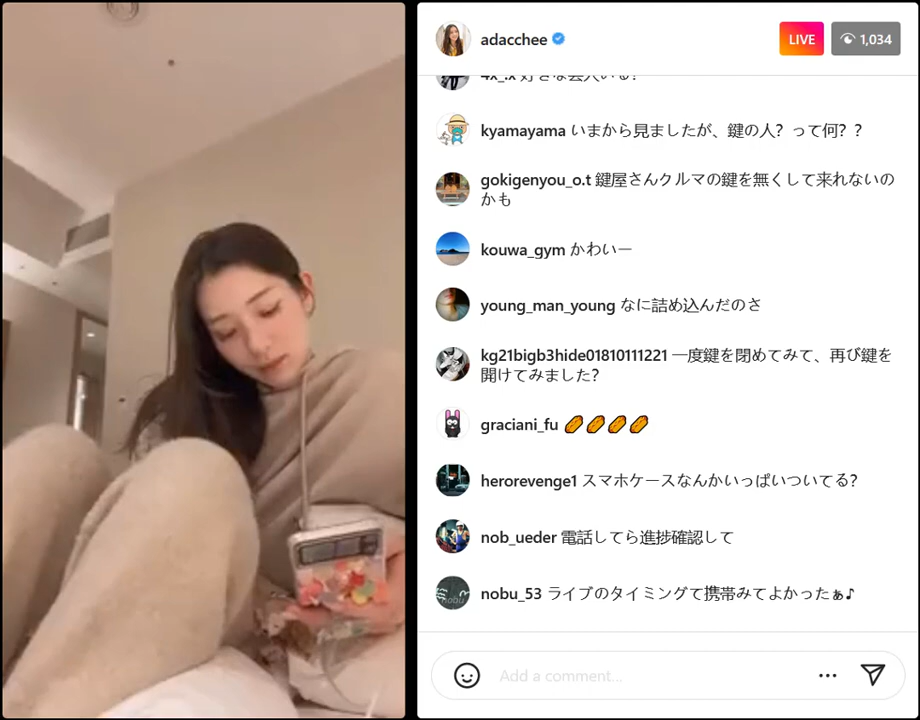 adacchee
LIVE
1,034
4x_.x 好きな芸人いる?
kyamayama いまから見ましたが、鍵の人？って何？？
gokigenyou_o.t 鍵屋さんクルマの鍵を無くして来れないの
かも
kouwa_gym かわいー
young_man_young なに詰め込んだのさ
kg21bigb3hide01810111221 一度鍵を閉めてみて、再び鍵を
開けてみました?
graciani_fu 🥖🥖🥖🥖
herorevenge1 スマホケースなんかいっぱいついてる?
nob_ueder 電話してら進捗確認して
nobu_53 ライブのタイミングて携帯みてよかったぁ♪
Add a comment...